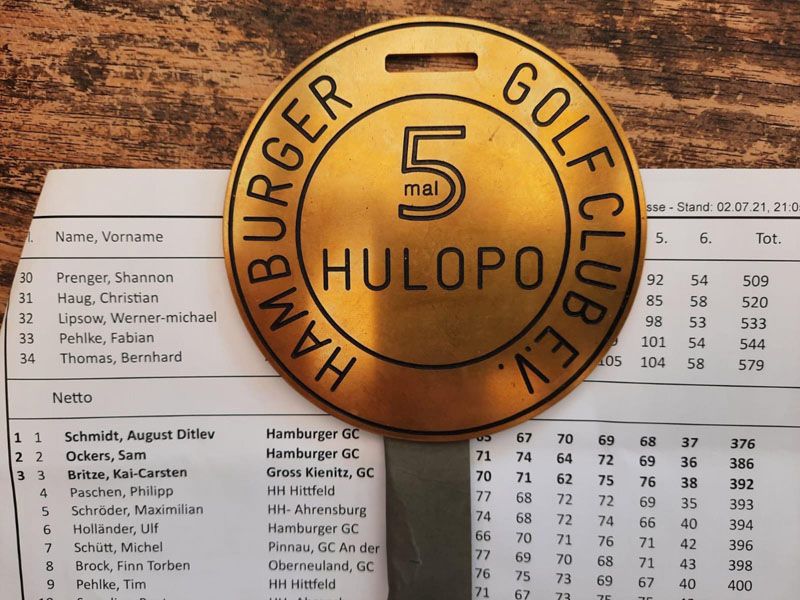 HAMBURGER GOLF CLUB E.V.
5
mal
HULOPO
sse - Stand: 02.07.21, 21:0
Name, Vorname 5. 6. Tot.
30 Prenger, Shannon 92 54 509
31 Haug, Christian 85 58 520
32 Lipsow, Werner-michael 98 53 533
33 Pehlke, Fabian 101 54 544
34 Thomas, Bernhard 105 104 58 579
Netto
1 1 Schmidt, August Ditlev Hamburger GC 65 67 70 69 68 37 376
2 2 Ockers, Sam Hamburger GC 71 74 64 72 69 36 386
3 3 Britze, Kai-Carsten Gross Kienitz, GC 70 71 62 75 76 38 392
4 Paschen, Philipp HH Hittfeld 77 68 72 72 69 35 393
5 Schröder, Maximilian HH- Ahrensburg 74 68 72 74 66 40 394
6 Holländer, Ulf Hamburger GC 66 70 71 76 71 42 396
7 Schütt, Michel Pinnau, GC An der 77 69 70 68 71 43 398
8 Brock, Finn Torben Oberneuland, GC 76 75 73 69 67 40 400
9 Pehlke, Tim HH Hittfeld 71 67 73 75 75